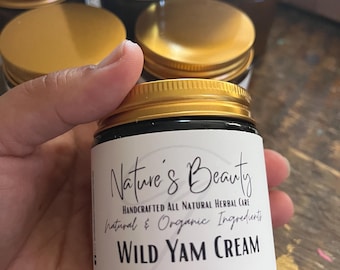 Nature's Beauty
Handcrafted All Natural Herbal Care
Natural & Organic Ingredients
Wild Yam Cream